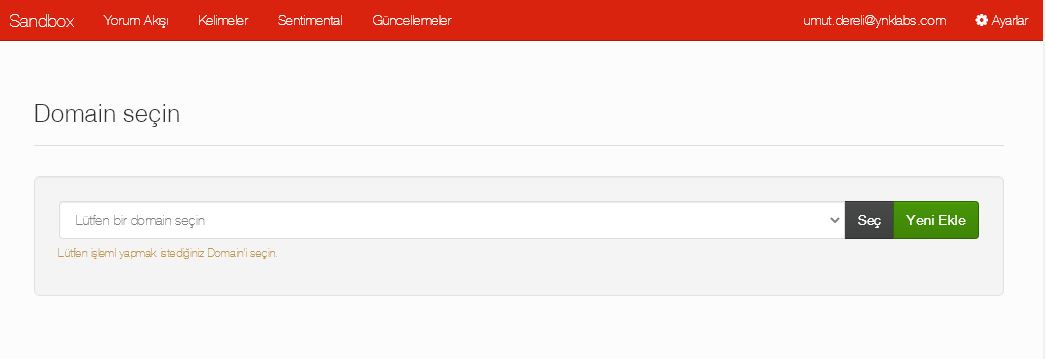 Sandbox Yorum Akışı Kelimeler Sentimental Güncellemeler umut.dereli@ynklabs.com Ayarlar
Domain seçin
Lütfen bir domain seçin Seç Yeni Ekle
Lütfen işlemi yapmak istediğiniz Domain'i seçin.